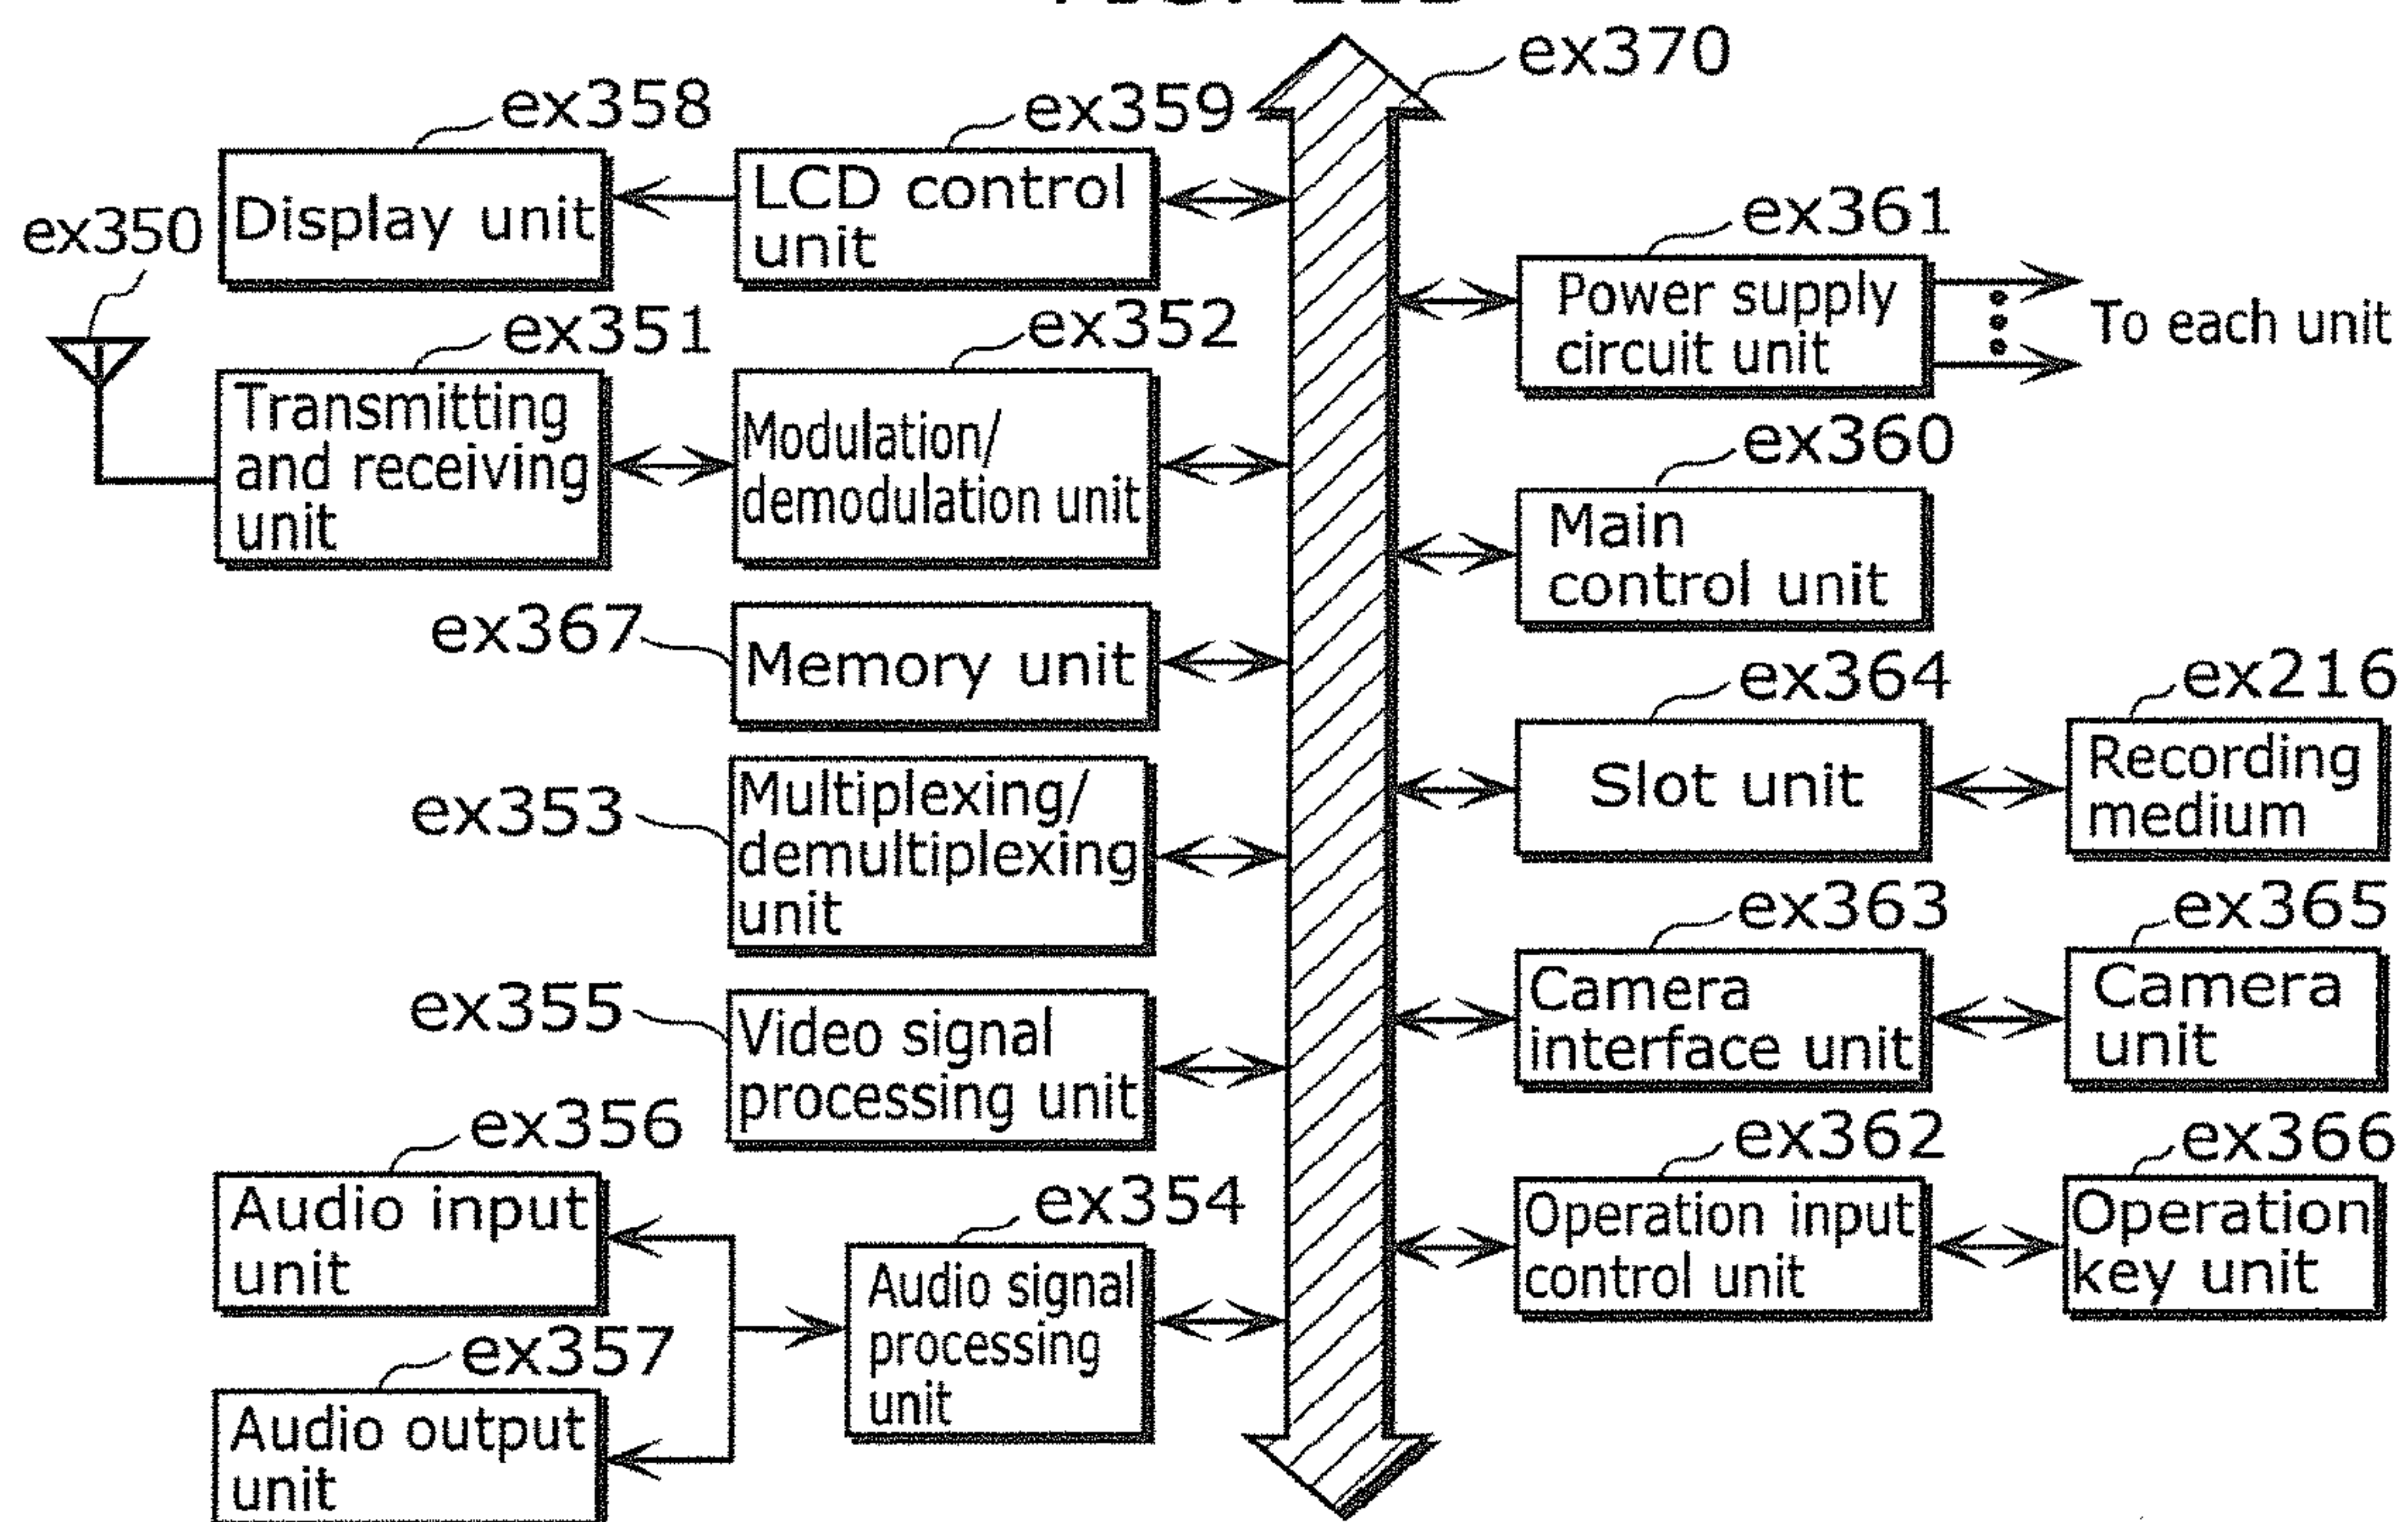 ex370
ex358
ex359
Display unit
LCD control
unit
ex350
ex361
Power supply
circuit unit
To each unit
ex351
ex352
Transmitting
and receiving
unit
Modulation/
demodulation unit
ex360
Main
control unit
ex367
Memory unit
ex364
Slot unit
ex216
Recording
medium
ex353
Multiplexing/
demultiplexing
unit
ex363
Camera
interface unit
ex365
Camera
unit
ex355
Video signal
processing unit
ex356
Audio input
unit
ex354
Audio signal
processing
unit
ex362
Operation input
control unit
ex366
Operation
key unit
ex357
Audio output
unit